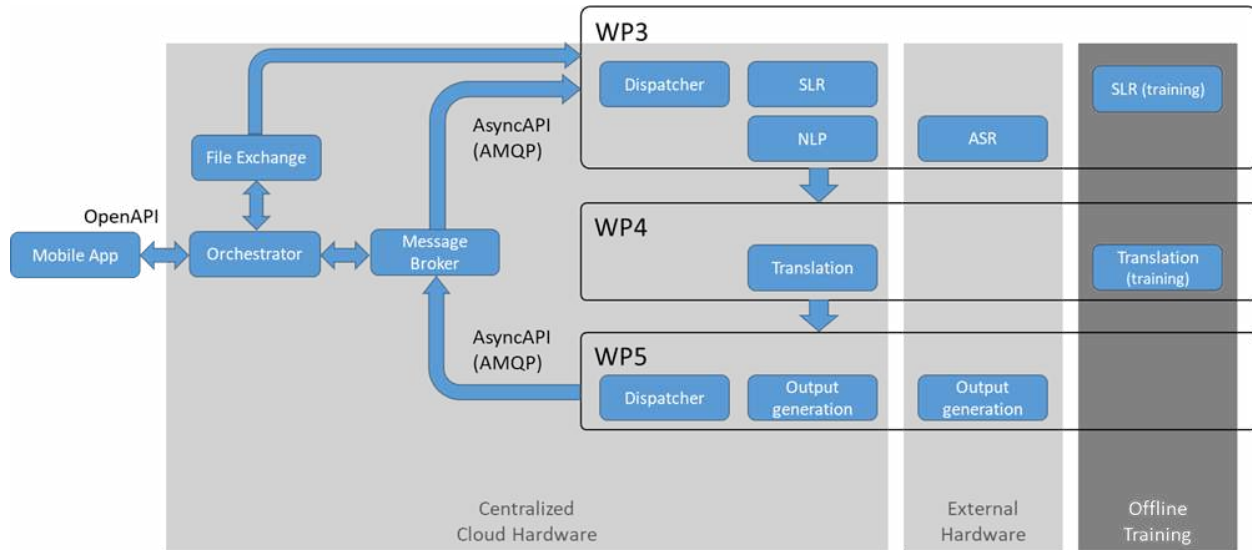 WP3
Dispatcher
SLR
SLR (training)
AsyncAPI
(AMQP)
NLP
ASR
File Exchange
OpenAPI
WP4
Mobile App
Orchestrator
Message
Broker
Translation
Translation
(training)
AsyncAPI
(AMQP)
WP5
Dispatcher
Output
generation
Output
generation
Centralized
Cloud Hardware
External
Hardware
Offline
Training